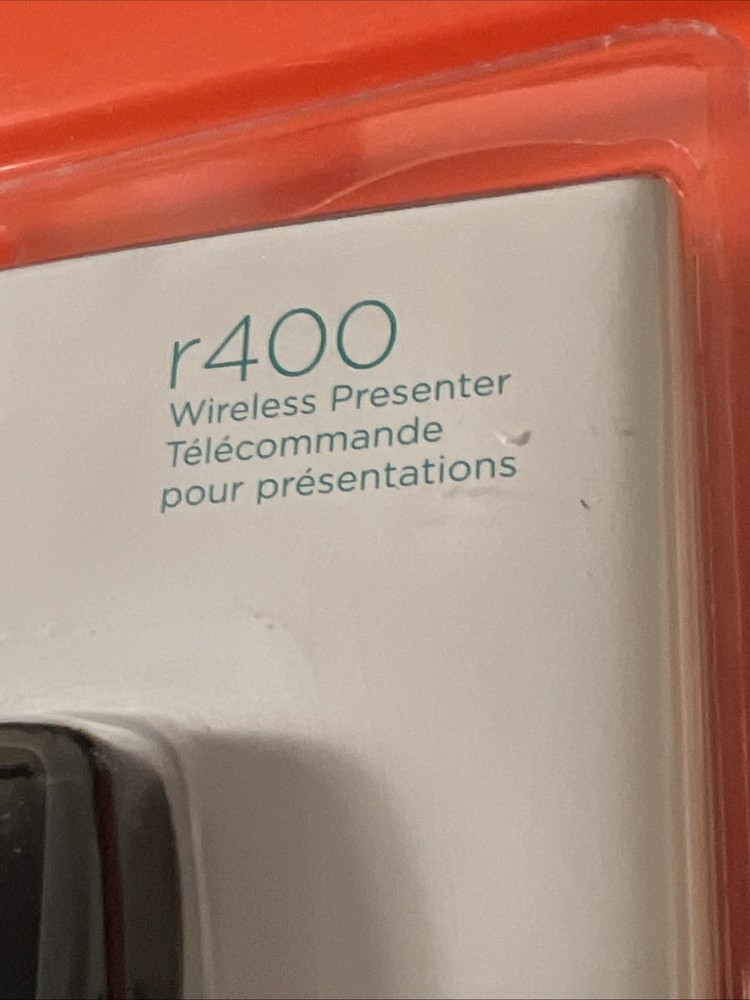 r400
Wireless Presenter
Télécommande
pour présentations